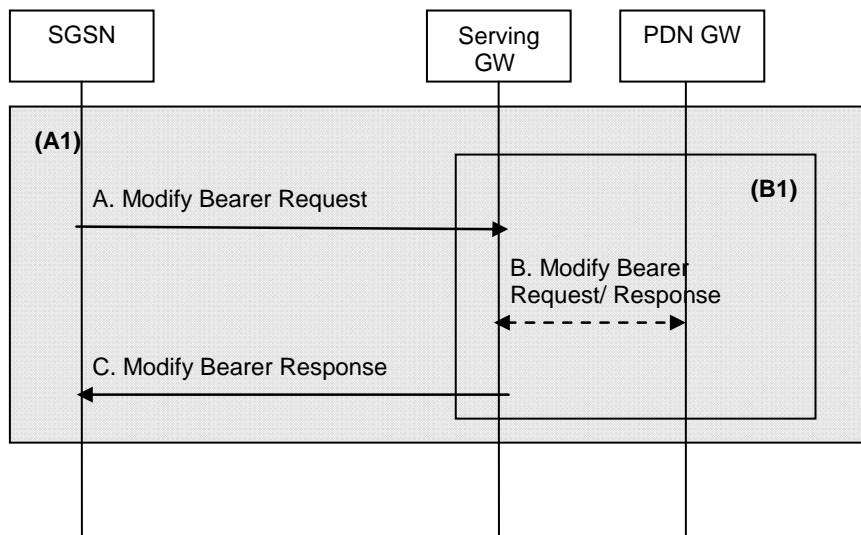 SGSN
Serving
GW
PDN GW
(A1)
(B1)
A. Modify Bearer Request
B. Modify Bearer
Request/ Response
C. Modify Bearer Response